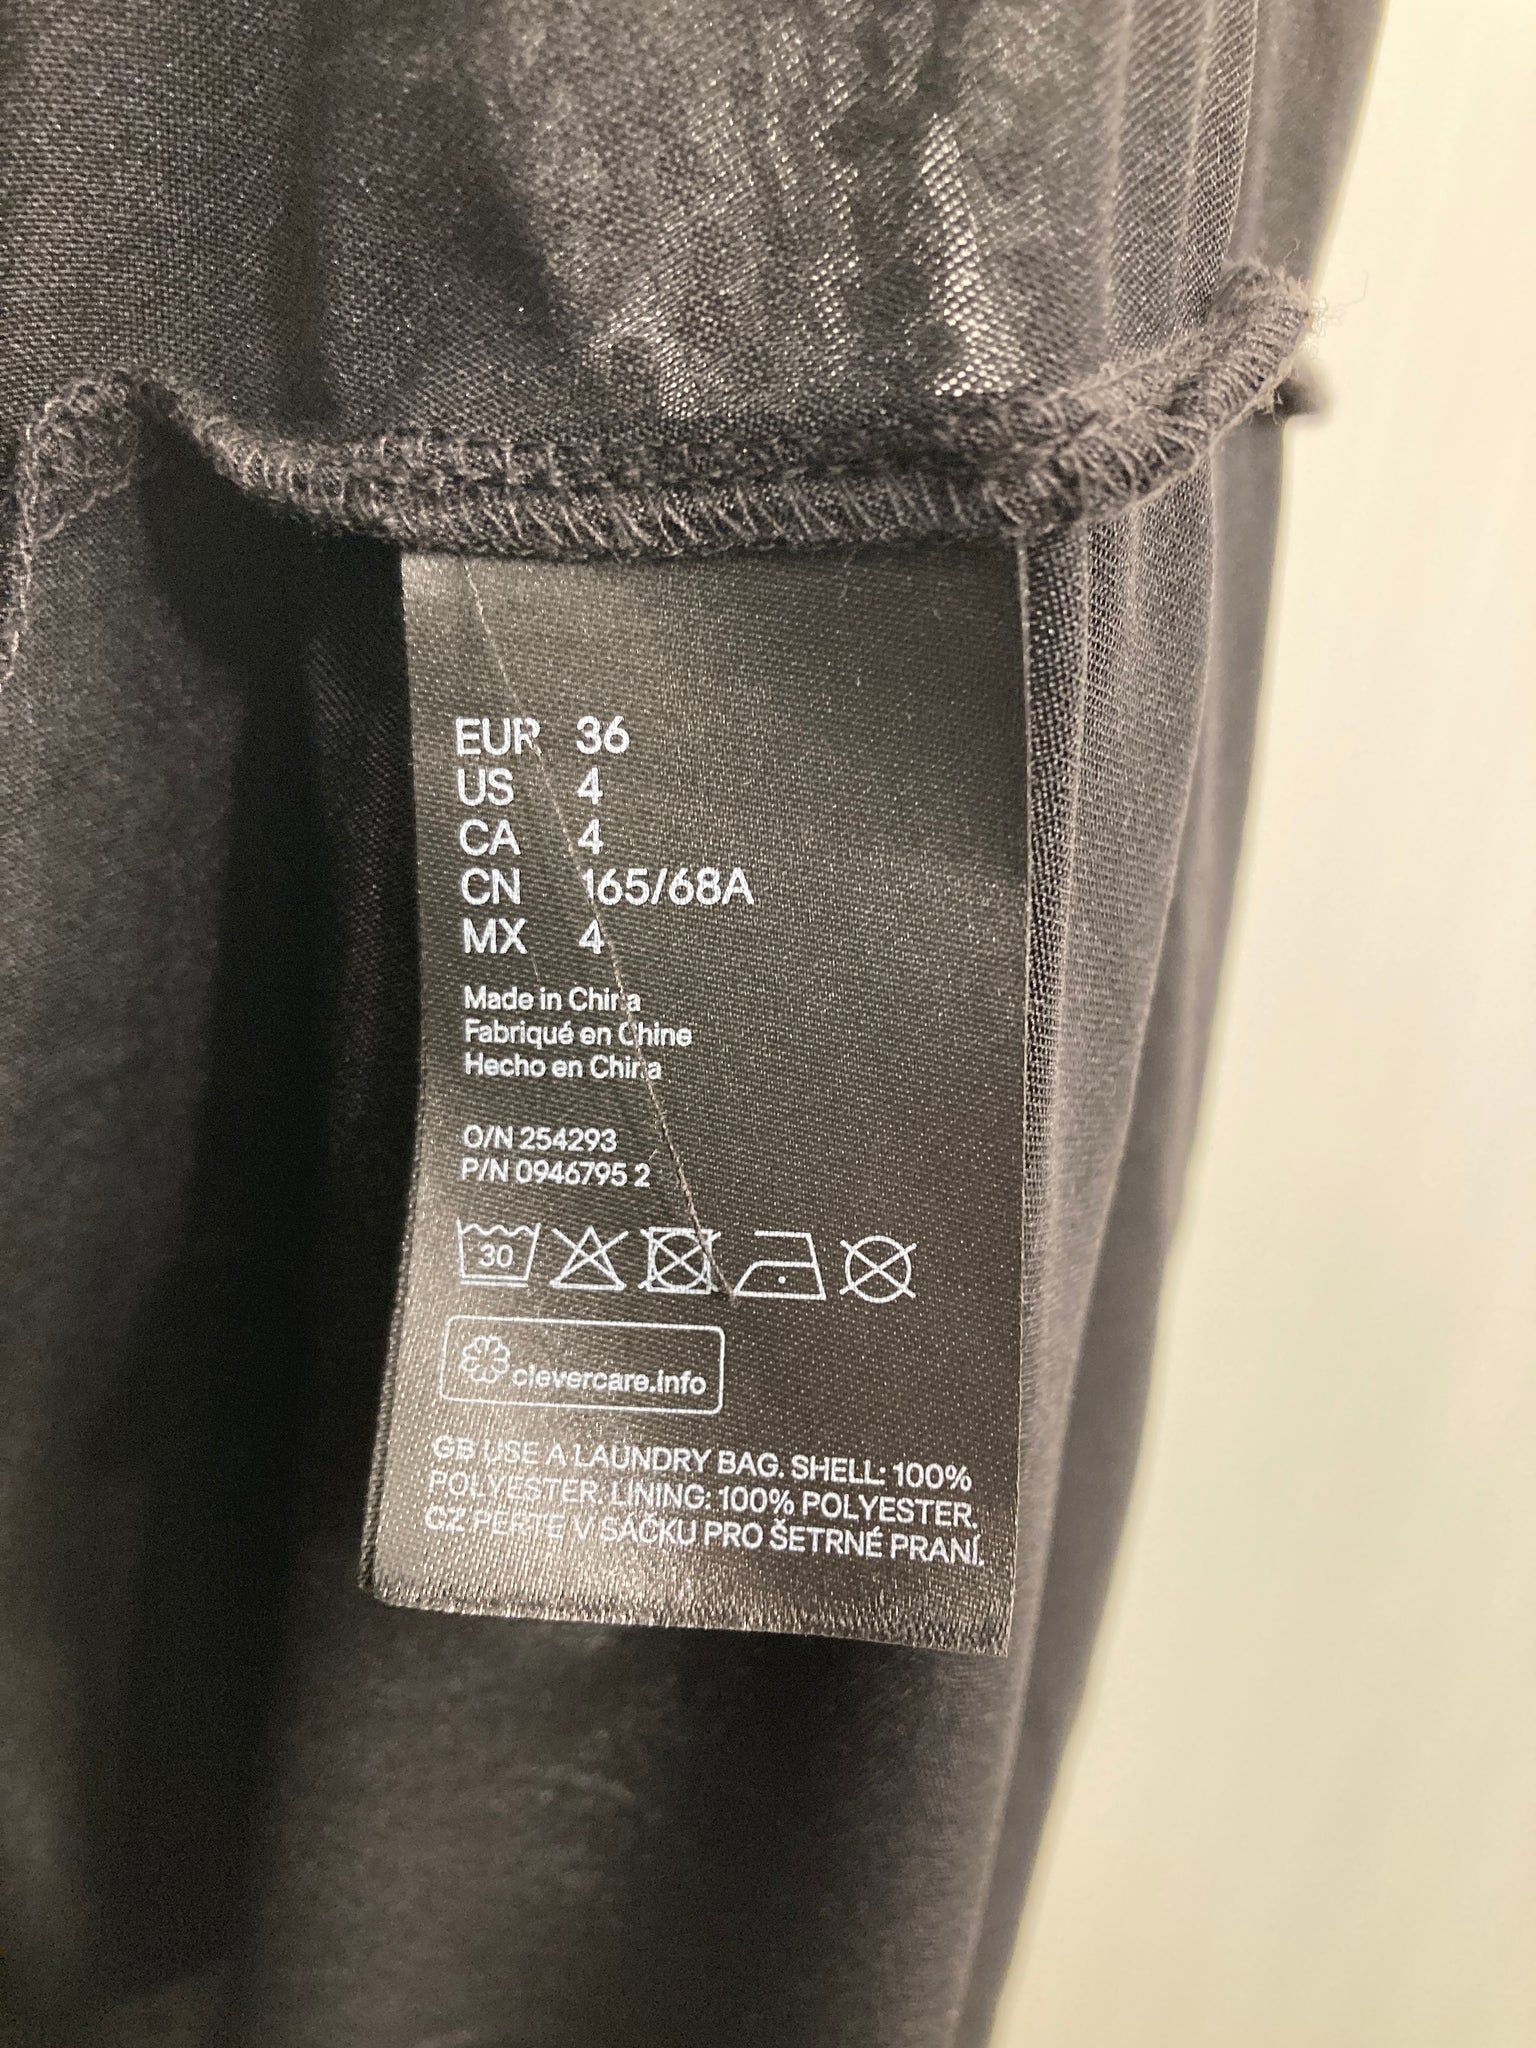 EUR 36
US 4
CA 4
CN 165/68A
MX 4
Made in China
Fabriqué en Chine
Hecho en China
O/N 254293
P/N 0946795 2
30
clevercare.info
GB USE A LAUNDRY BAG. SHELL: 100%
POLYESTER. LINING: 100% POLYESTER.
CZ PERTE V SÁČKU PRO ŠETRNÉ PRANÍ.